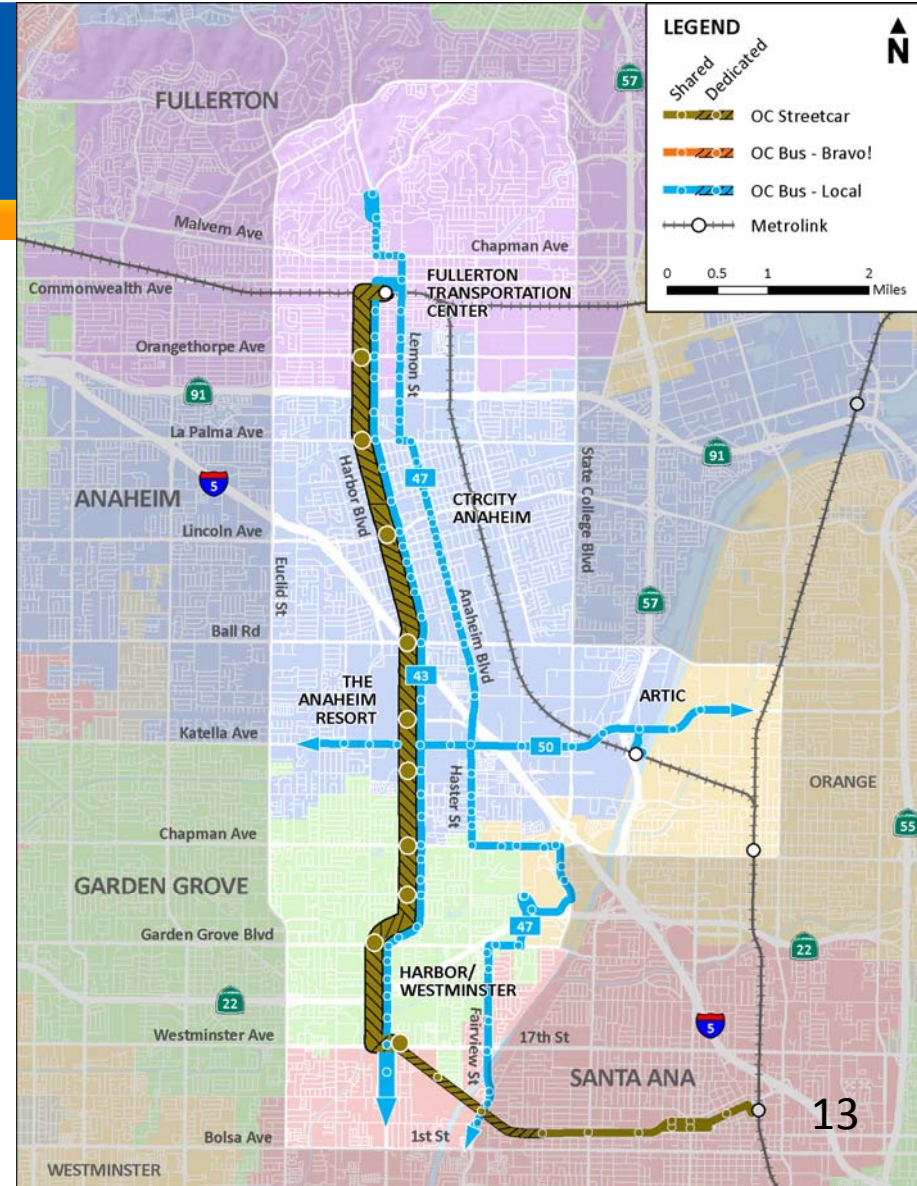 LEGEND
N
Shared
Dedicated
OC Streetcar
OC Bus - Bravo!
OC Bus - Local
Metrolink
0 0.5 1 2
Miles
57
FULLERTON
Malvern Ave
Chapman Ave
Commonwealth Ave
FULLERTON
TRANSPORTATION
CENTER
Orangethorpe Ave
Lemon St
91
La Palma Ave
Harbor Blvd
State College Blvd
91
5
47
ANAHEIM
CTRCITY
ANAHEIM
Lincoln Ave
Euclid St
57
Anaheim Blvd
Ball Rd
43
THE
ANAHEIM
RESORT
ARTIC
Katella Ave
50
ORANGE
Haster St
Chapman Ave
55
GARDEN GROVE
47
Garden Grove Blvd
22
HARBOR/
WESTMINSTER
22
Fairview St
5
Westminster Ave
17th St
SANTA ANA
13
Bolsa Ave
1st St
WESTMINSTER